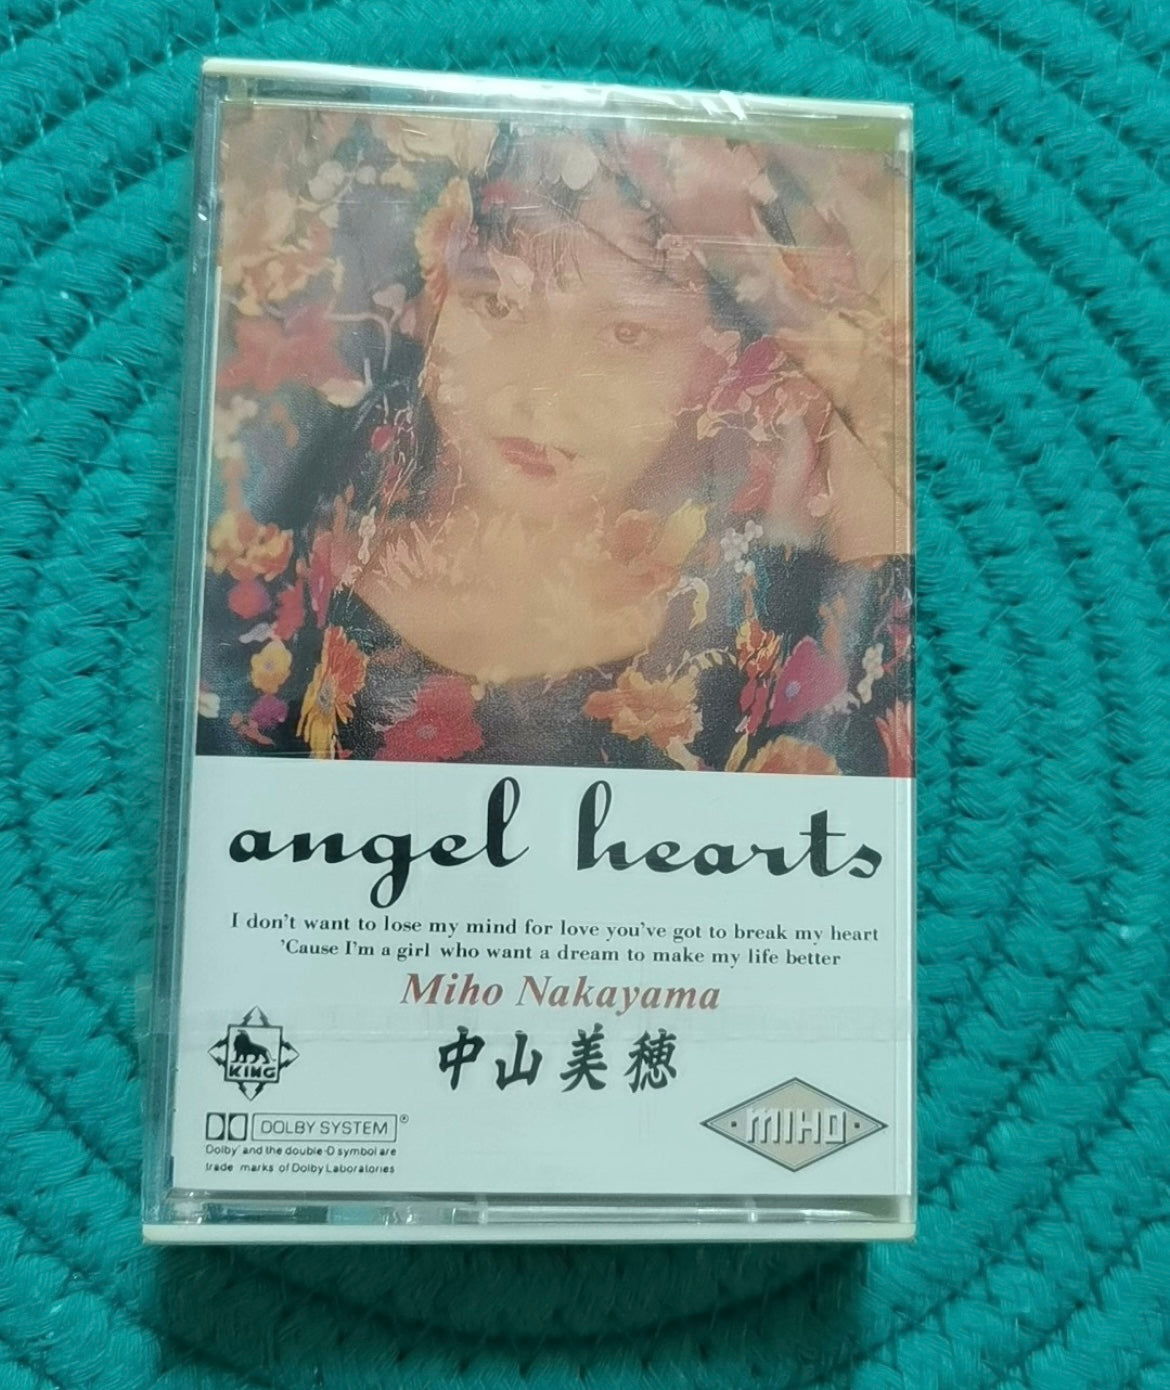 angel hearts
I don't want to lose my mind for love you've got to break my heart
'Cause I'm a girl who want a dream to make my life better
Miho Nakayama
中山美穂
KING
DOLBY SYSTEM®
Dolby and the double-D symbol are
trade marks of Dolby Laboratories
MIHO